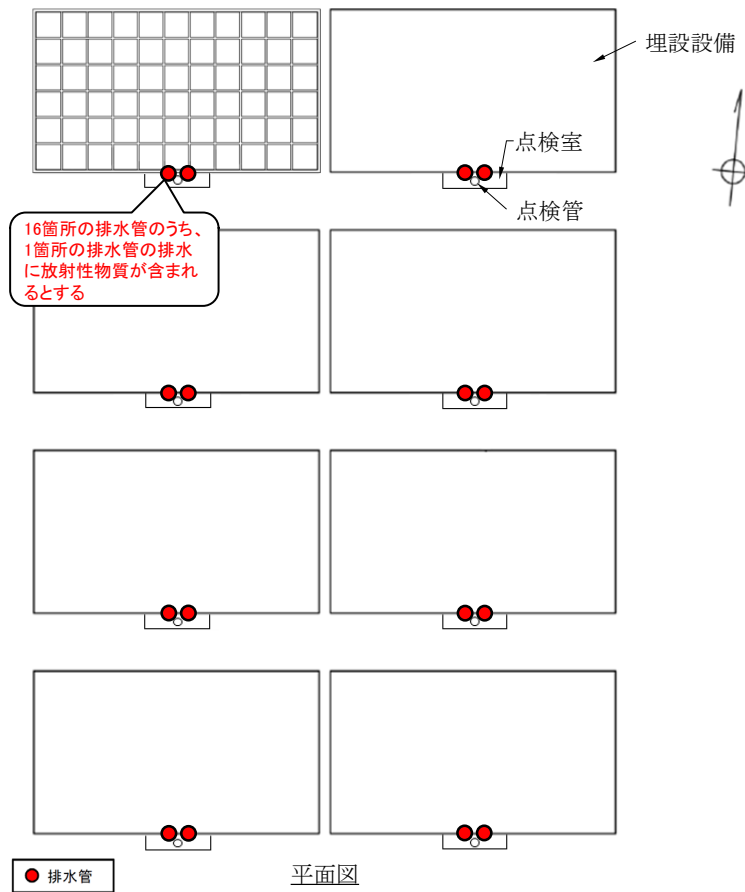 埋設設備
点検室
点検管
16箇所の排水管のうち、
1箇所の排水管の排水
に放射性物質が含まれ
るとする
排水管
平面図